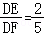 DE/DF = 2/5